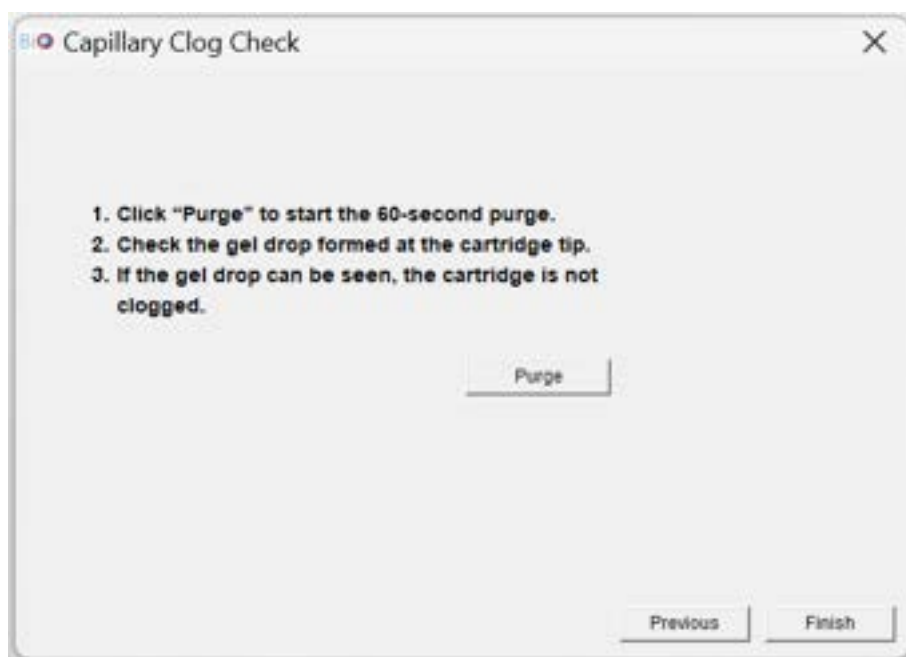 Capillary Clog Check
1. Click “Purge” to start the 60-second purge.
2. Check the gel drop formed at the cartridge tip.
3. If the gel drop can be seen, the cartridge is not
clogged.
Purge
Previous
Finish